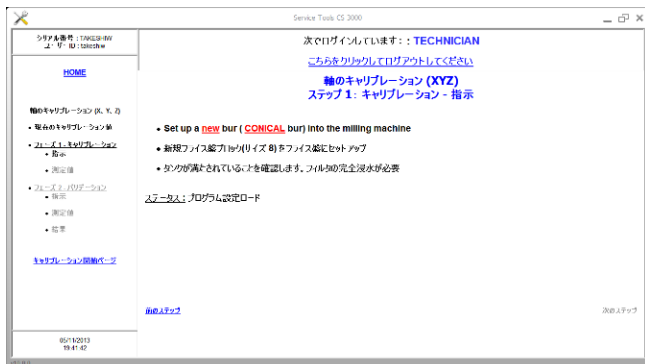 Service Tools CS 3000
シリアル番号 : TAKESHIW
ユーザー ID : takeshiw
HOME
軸のキャリブレーション (X, Y, Z)
現在のキャリブレーション値
フェーズ 1 - キャリブレーション
指示
測定値
フェーズ 2 - バリデーション
指示
測定値
結果
キャリブレーション開始ページ
05/11/2013
19:41:42
次でログインしています: : TECHNICIAN
こちらをクリックしてログアウトしてください
軸のキャリブレーション (XYZ)
ステップ 1: キャリブレーション - 指示
Set up a new bur ( CONICAL bur) into the milling machine
新規フライス盤ブロック(サイズ 8)をフライス盤にセットアップ
タンクが満たされていることを確認します。フィルタの完全浸水が必要
ステータス : プログラム設定ロード
前のステップ
次のステップ